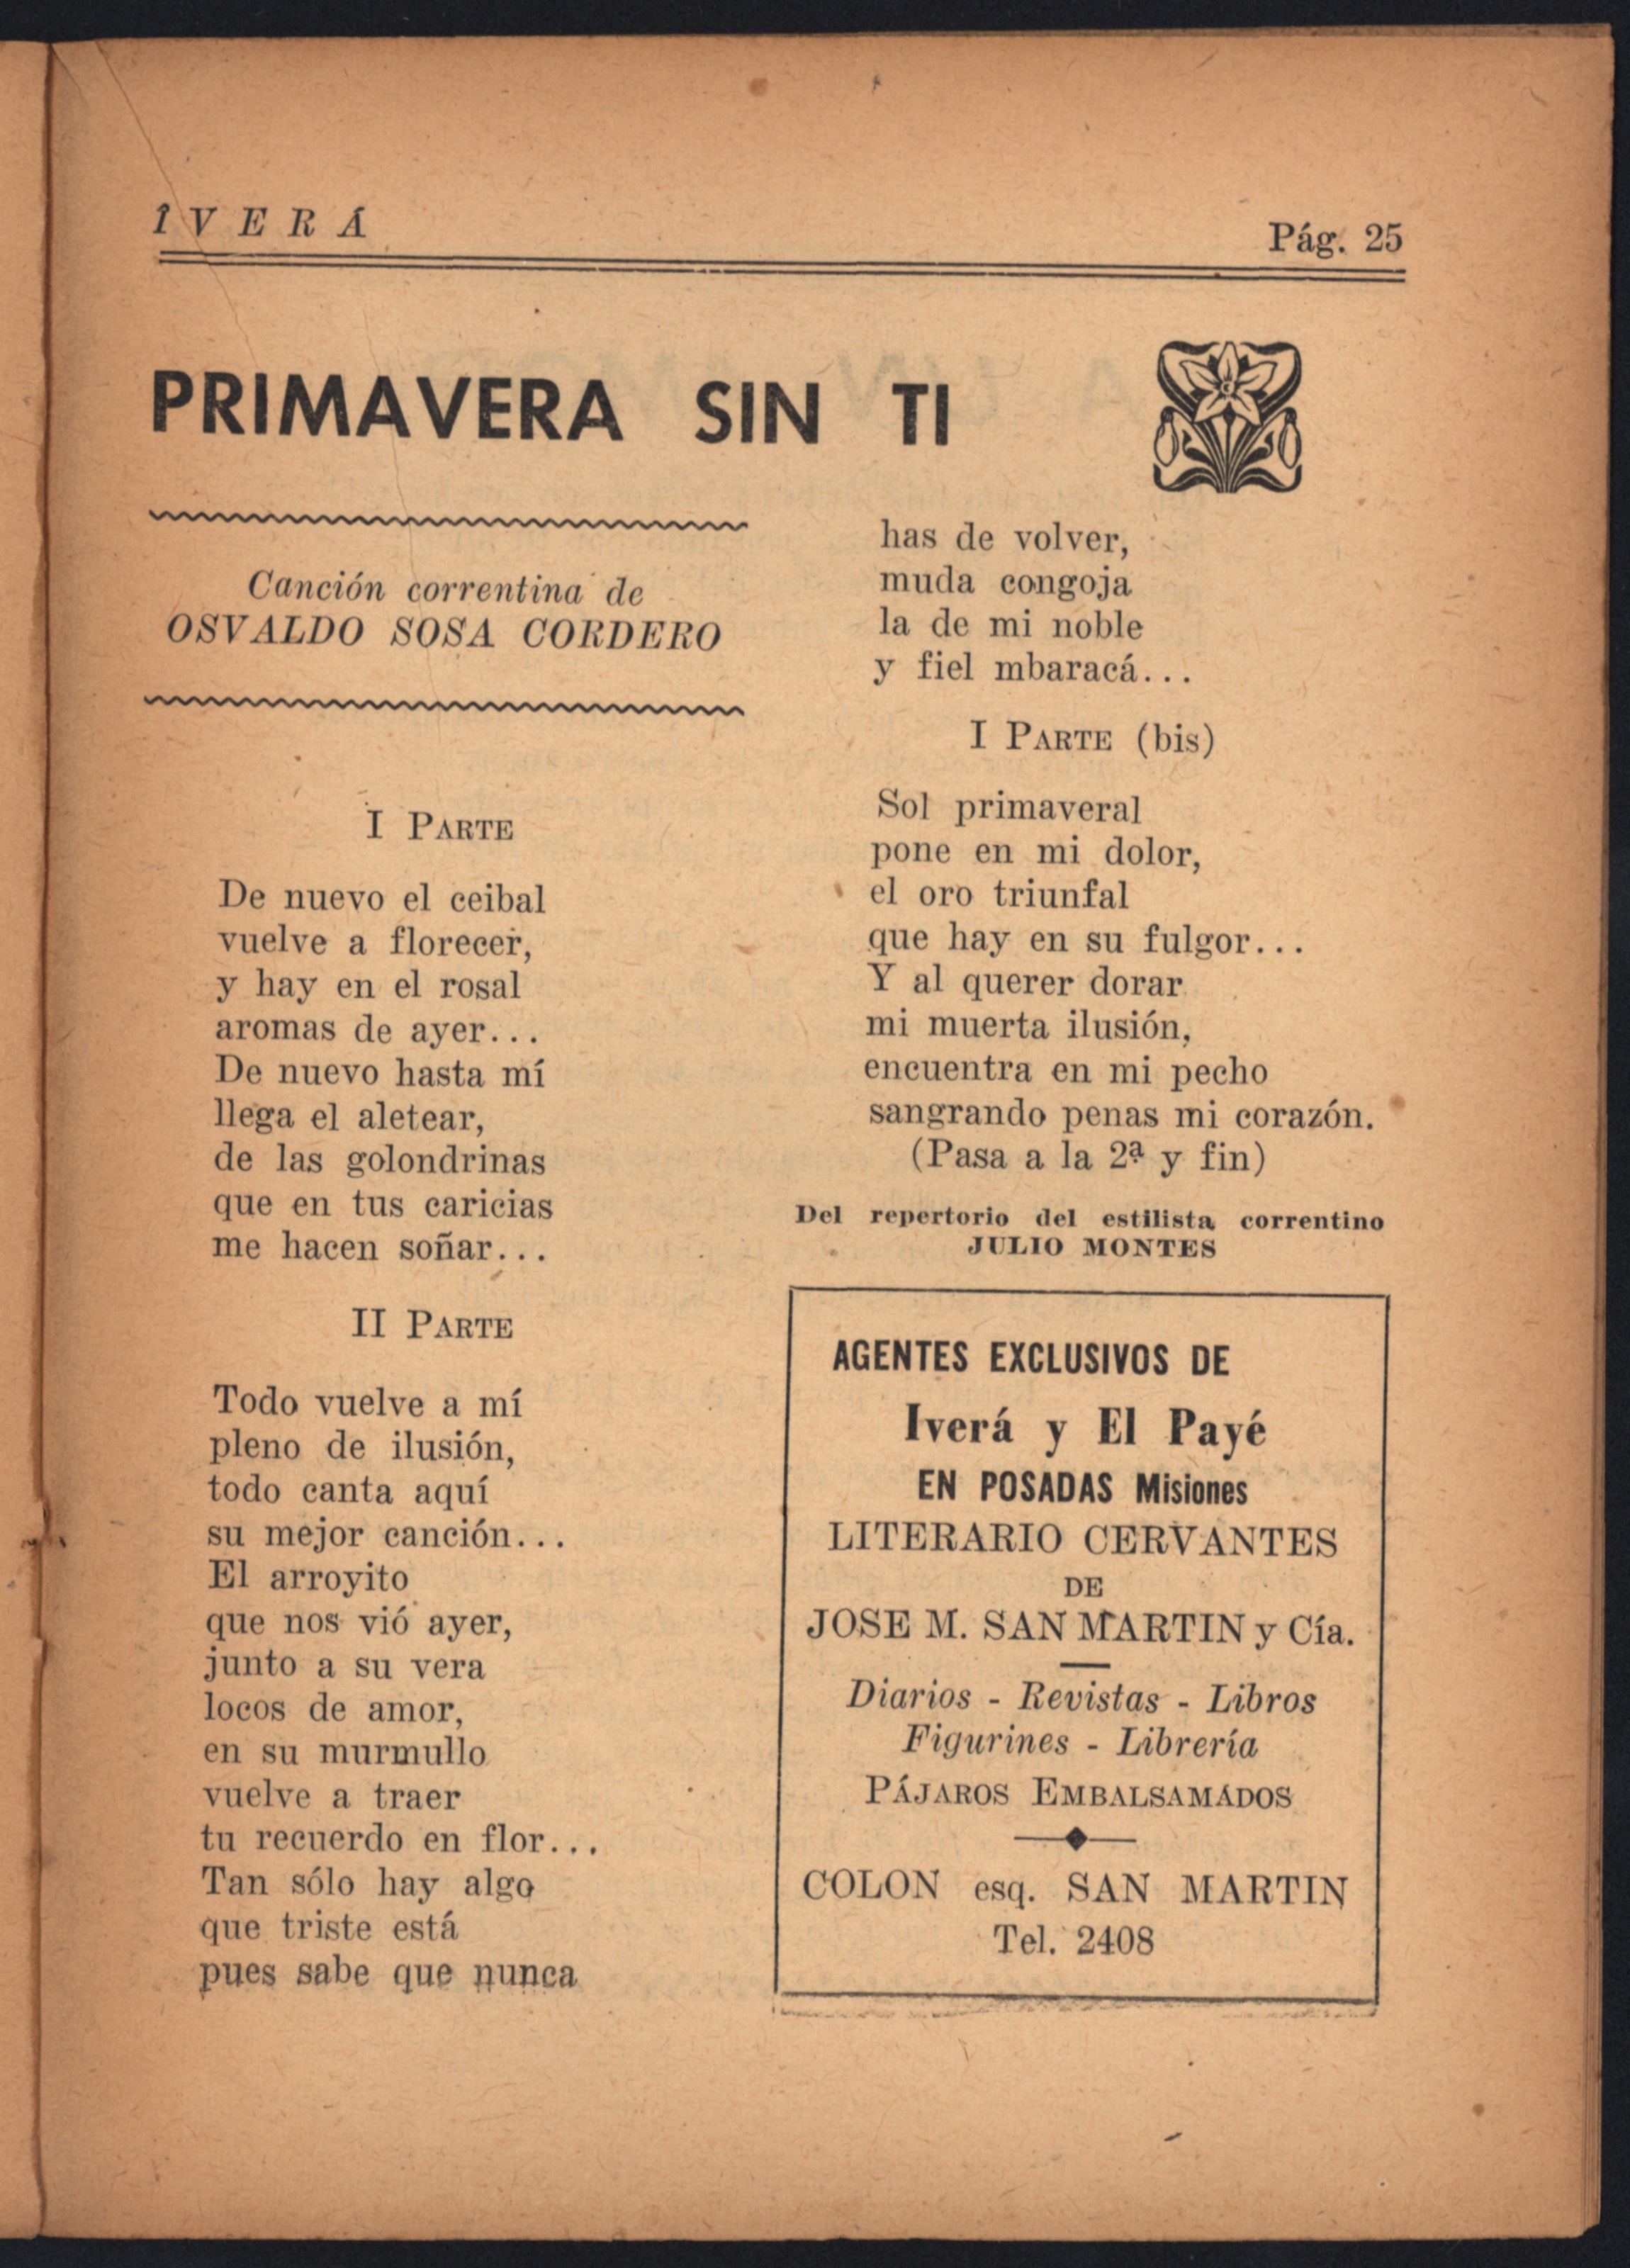 ÎVERÁ
Pág. 25
PRIMAVERA SIN TI
Canción correntina de
OSVALDO SOSA CORDERO
I PARTE
De nuevo el ceibal
vuelve a florecer,
y hay en el rosal
aromas de ayer...
De nuevo hasta mí
llega el aletear,
de las golondrinas
que en tus caricias
me hacen soñar...
II PARTE
Todo vuelve a mí
pleno de ilusión,
todo canta aquí
su mejor canción...
El arroyito
que nos vió ayer,
junto a su vera
locos de amor,
en su murmullo
vuelve a traer
tu recuerdo en flor...
Tan sólo hay algo
que triste está
pues sabe que nunca
has de volver,
muda congoja
la de mi noble
y fiel mbaracá...
I PARTE (bis)
Sol primaveral
pone en mi dolor,
el oro triunfal
que hay en su fulgor...
Y al querer dorar
mi muerta ilusión,
encuentra en mi pecho
sangrando penas mi corazón.
(Pasa a la 2ª y fin)
Del repertorio del estilista correntino
JULIO MONTES
AGENTES EXCLUSIVOS DE
Iverá y El Payé
EN POSADAS Misiones
LITERARIO CERVANTES
DE
JOSE M. SAN MARTIN y Cía.
Diarios - Revistas - Libros
Figurines - Librería
PÁJAROS EMBALSAMADOS
COLON esq. SAN MARTIN
Tel. 2408